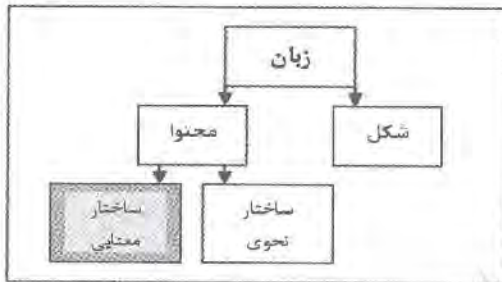 زبان
شکل
محتوا
ساختار
نحوی
ساختار
معنایی